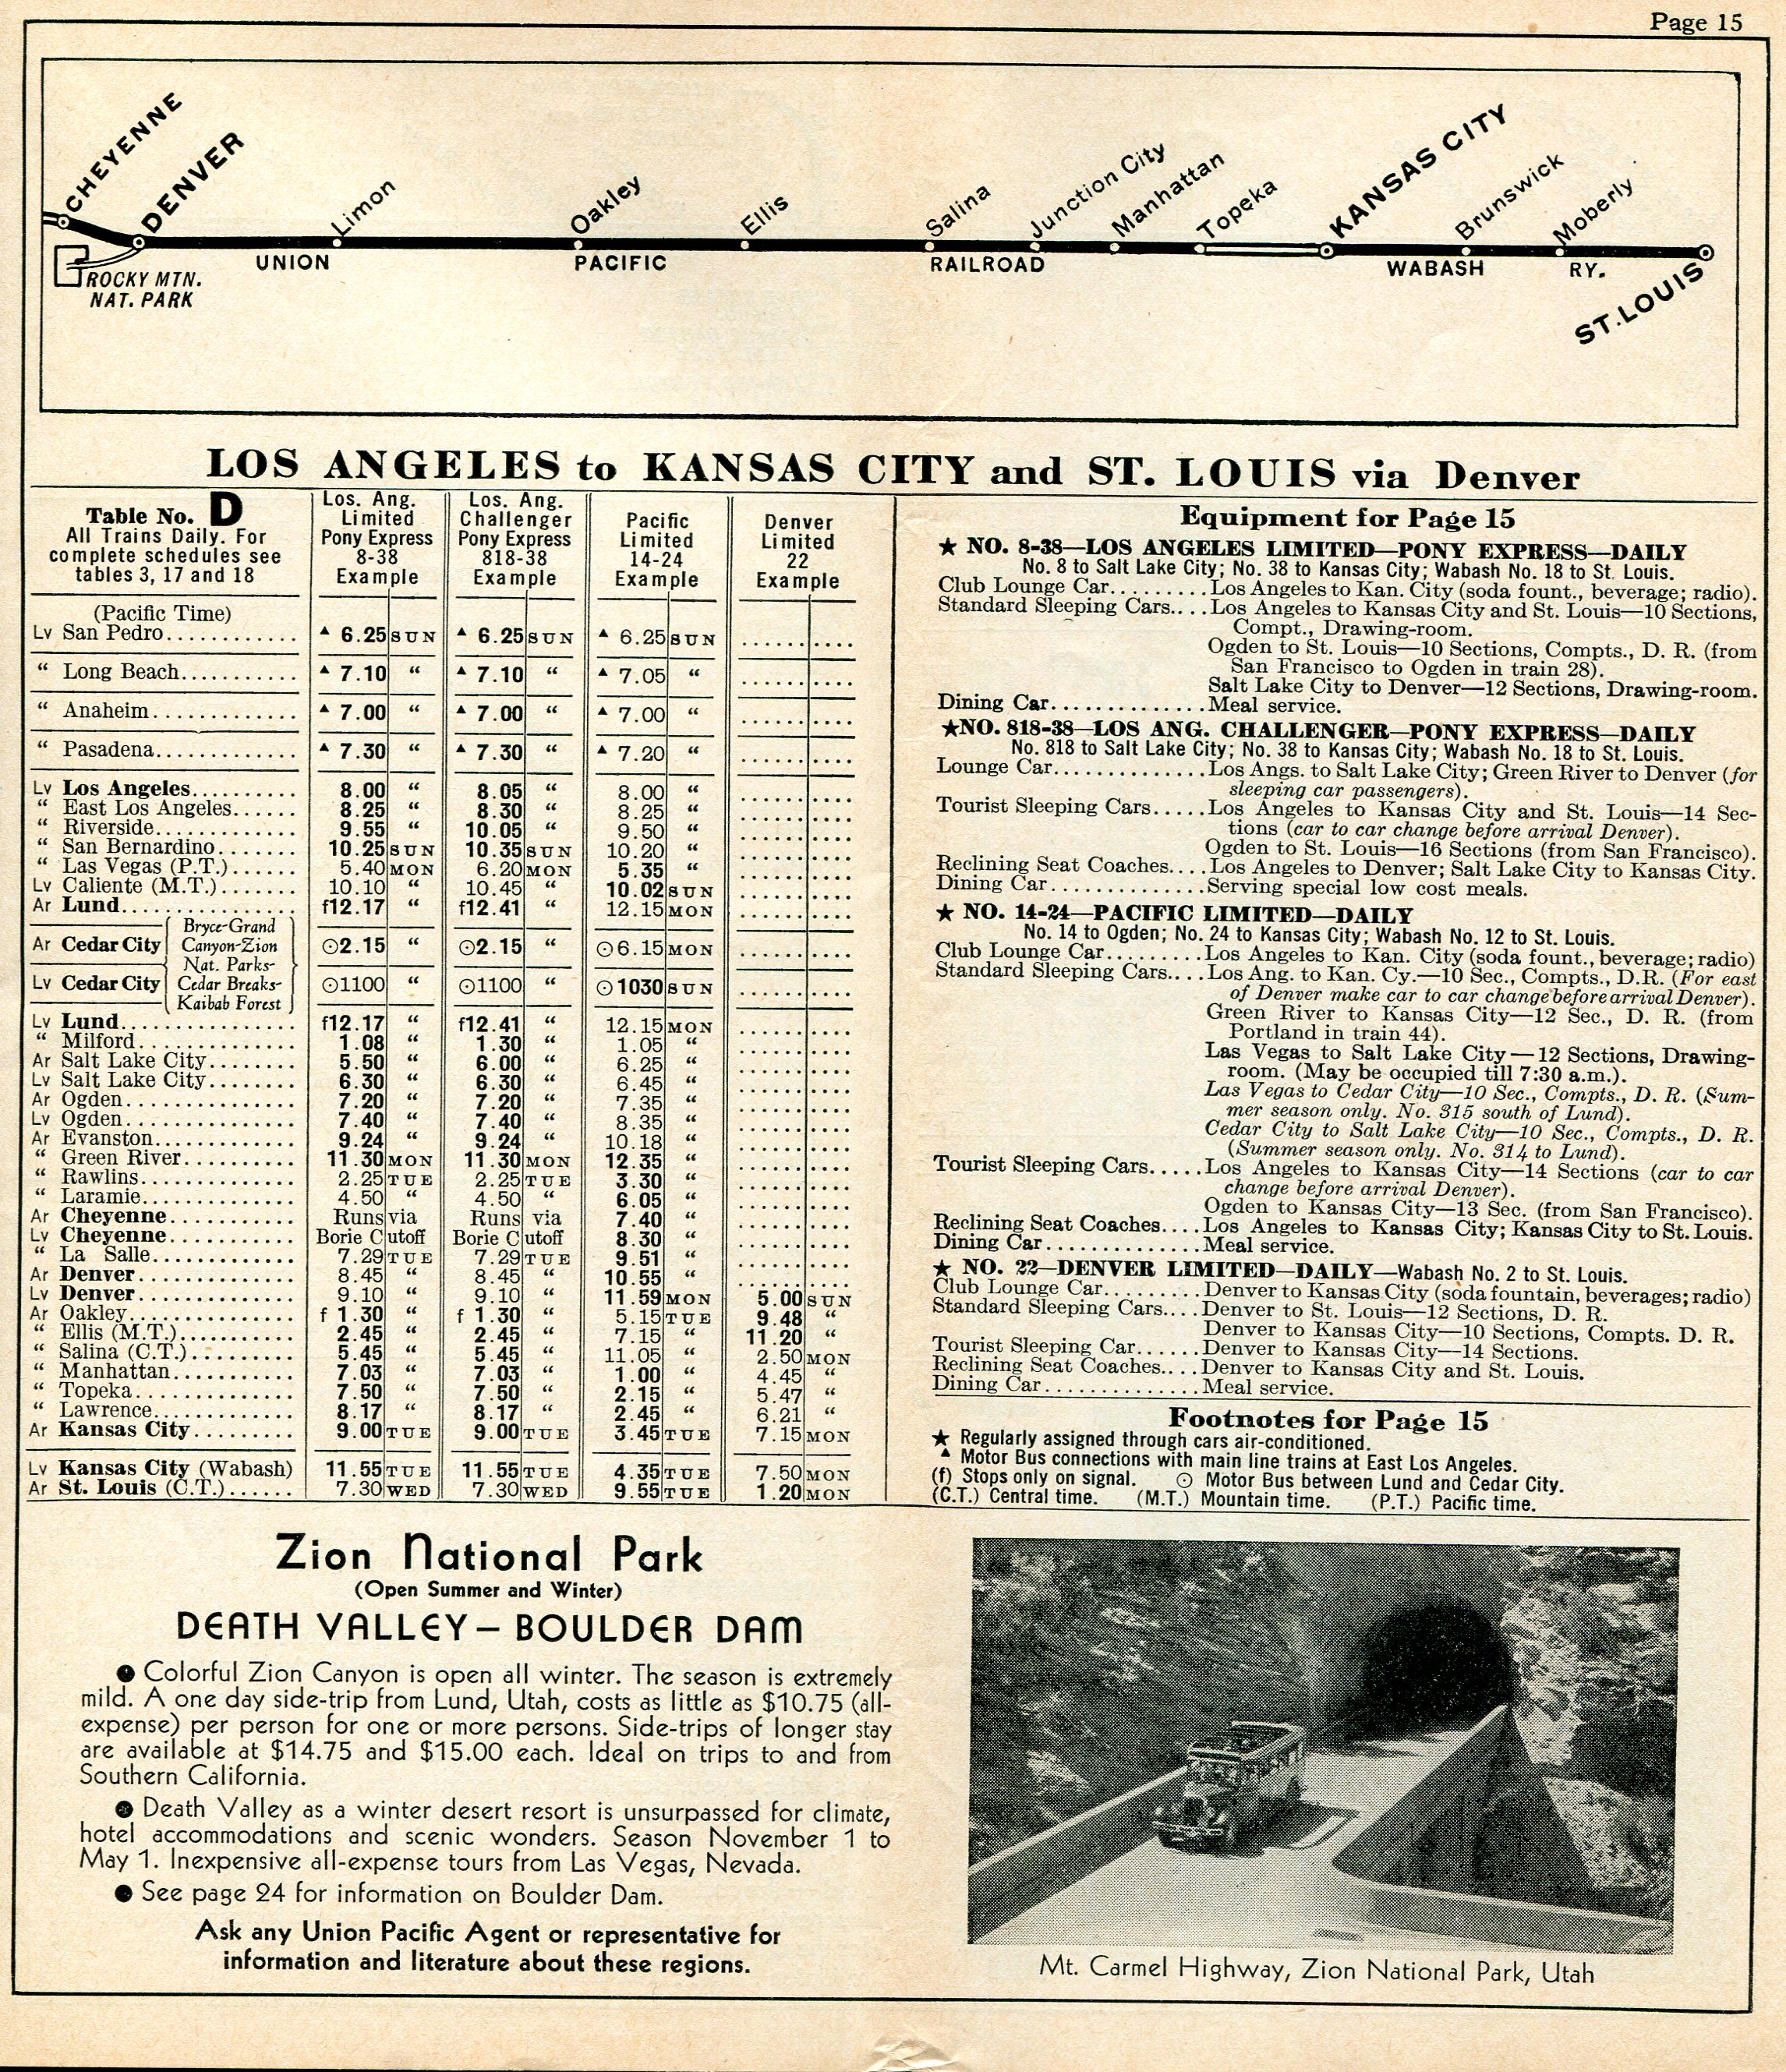 Page 15
CHEYENNE
DENVER
Limon
Oakley
Ellis
Salina
Junction City
Manhattan
Topeka
KANSAS CITY
Brunswick
Moberly
ST. LOUIS
ROCKY MTN.
NAT. PARK
UNION PACIFIC RAILROAD WABASH RY.
LOS ANGELES to KANSAS CITY and ST. LOUIS via Denver
Table No. D
All Trains Daily. For
complete schedules see
tables 3, 17 and 18
Los. Ang.
Limited
Pony Express
8-38
Example
Los. Ang.
Challenger
Pony Express
818-38
Example
Pacific
Limited
14-24
Example
Denver
Limited
22
Example
(Pacific Time)
Lv San Pedro............ ▲ 6.25 SUN ▲ 6.25 SUN ▲ 6.25 SUN ..........
“ Long Beach........... ▲ 7.10 “ ▲ 7.10 “ ▲ 7.05 “ ..........
“ Anaheim.............. ▲ 7.00 “ ▲ 7.00 “ ▲ 7.00 “ ..........
“ Pasadena............. ▲ 7.30 “ ▲ 7.30 “ ▲ 7.20 “ ..........
Lv Los Angeles.......... 8.00 “ 8.05 “ 8.00 “ ..........
“ East Los Angeles...... 8.25 “ 8.30 “ 8.25 “ ..........
“ Riverside............. 9.55 “ 10.05 “ 9.50 “ ..........
“ San Bernardino........ 10.25 SUN 10.35 SUN 10.20 “ ..........
“ Las Vegas (P.T.)...... 5.40 MON 6.20 MON 5.35 “ ..........
Lv Caliente (M.T.)....... 10.10 “ 10.45 “ 10.02 SUN ..........
Ar Lund................. f12.17 “ f12.41 “ 12.15 MON ..........
Bryce-Grand
Ar Cedar City Canyon-Zion ⊙2.15 “ ⊙2.15 “ ⊙6.15 MON ..........
Nat. Parks-
Lv Cedar City Cedar Breaks- ⊙1100 “ ⊙1100 “ ⊙1030 SUN ..........
Kaibab Forest
Lv Lund................. f12.17 “ f12.41 “ 12.15 MON ..........
“ Milford............... 1.08 “ 1.30 “ 1.05 “ ..........
Ar Salt Lake City........ 5.50 “ 6.00 “ 6.25 “ ..........
Lv Salt Lake City........ 6.30 “ 6.30 “ 6.45 “ ..........
Ar Ogden................ 7.20 “ 7.20 “ 7.35 “ ..........
Lv Ogden................ 7.40 “ 7.40 “ 8.35 “ ..........
Ar Evanston............. 9.24 “ 9.24 “ 10.18 “ ..........
“ Green River........... 11.30 MON 11.30 MON 12.35 “ ..........
“ Rawlins............... 2.25 TUE 2.25 TUE 3.30 “ ..........
“ Laramie............... 4.50 “ 4.50 “ 6.05 “ ..........
Ar Cheyenne............ Runs via Runs via 7.40 “ ..........
Lv Cheyenne............ Borie Cutoff Borie Cutoff 8.30 “ ..........
“ La Salle.............. 7.29 TUE 7.29 TUE 9.51 “ ..........
Ar Denver............... 8.45 “ 8.45 “ 10.55 “ ..........
Lv Denver............... 9.10 “ 9.10 “ 11.59 MON 5.00 SUN
Ar Oakley............... f 1.30 “ f 1.30 “ 5.15 TUE 9.48 “
“ Ellis (M.T.)........... 2.45 “ 2.45 “ 7.15 “ 11.20 “
“ Salina (C.T.).......... 5.45 “ 5.45 “ 11.05 “ 2.50 MON
“ Manhattan............ 7.03 “ 7.03 “ 1.00 “ 4.45 “
“ Topeka............... 7.50 “ 7.50 “ 2.15 “ 5.47 “
“ Lawrence............. 8.17 “ 8.17 “ 2.45 “ 6.21 “
Ar Kansas City.......... 9.00 TUE 9.00 TUE 3.45 TUE 7.15 MON
Lv Kansas City (Wabash) 11.55 TUE 11.55 TUE 4.35 TUE 7.50 MON
Ar St. Louis (C.T.)...... 7.30 WED 7.30 WED 9.55 TUE 1.20 MON
Equipment for Page 15
★ NO. 8-38—LOS ANGELES LIMITED—PONY EXPRESS—DAILY
No. 8 to Salt Lake City; No. 38 to Kansas City; Wabash No. 18 to St. Louis.
Club Lounge Car.........Los Angeles to Kan. City (soda fount., beverage; radio).
Standard Sleeping Cars....Los Angeles to Kansas City and St. Louis—10 Sections,
Compt., Drawing-room.
Ogden to St. Louis—10 Sections, Compts., D. R. (from
San Francisco to Ogden in train 28).
Salt Lake City to Denver—12 Sections, Drawing-room.
Dining Car..............Meal service.
★NO. 818-38—LOS ANG. CHALLENGER—PONY EXPRESS—DAILY
No. 818 to Salt Lake City; No. 38 to Kansas City; Wabash No. 18 to St. Louis.
Lounge Car..............Los Angs. to Salt Lake City; Green River to Denver (for
sleeping car passengers).
Tourist Sleeping Cars.....Los Angeles to Kansas City and St. Louis—14 Sec-
tions (car to car change before arrival Denver).
Ogden to St. Louis—16 Sections (from San Francisco).
Reclining Seat Coaches....Los Angeles to Denver; Salt Lake City to Kansas City.
Dining Car..............Serving special low cost meals.
★ NO. 14-24—PACIFIC LIMITED—DAILY
No. 14 to Ogden; No. 24 to Kansas City; Wabash No. 12 to St. Louis.
Club Lounge Car.........Los Angeles to Kan. City (soda fount., beverage; radio)
Standard Sleeping Cars....Los Ang. to Kan. Cy.—10 Sec., Compts., D.R. (For east
of Denver make car to car change before arrival Denver).
Green River to Kansas City—12 Sec., D. R. (from
Portland in train 44).
Las Vegas to Salt Lake City—12 Sections, Drawing-
room. (May be occupied till 7:30 a.m.).
Las Vegas to Cedar City—10 Sec., Compts., D. R. (Sum-
mer season only. No. 315 south of Lund).
Cedar City to Salt Lake City—10 Sec., Compts., D. R.
(Summer season only. No. 314 to Lund).
Tourist Sleeping Cars.....Los Angeles to Kansas City—14 Sections (car to car
change before arrival Denver).
Ogden to Kansas City—13 Sec. (from San Francisco).
Reclining Seat Coaches....Los Angeles to Kansas City; Kansas City to St. Louis.
Dining Car..............Meal service.
★ NO. 22—DENVER LIMITED—DAILY—Wabash No. 2 to St. Louis.
Club Lounge Car.........Denver to Kansas City (soda fountain, beverages; radio)
Standard Sleeping Cars....Denver to St. Louis—12 Sections, D. R.
Denver to Kansas City—10 Sections, Compts. D. R.
Tourist Sleeping Car......Denver to Kansas City—14 Sections.
Reclining Seat Coaches....Denver to Kansas City and St. Louis.
Dining Car..............Meal service.
Footnotes for Page 15
★ Regularly assigned through cars air-conditioned.
▲ Motor Bus connections with main line trains at East Los Angeles.
(f) Stops only on signal. ⊙ Motor Bus between Lund and Cedar City.
(C.T.) Central time. (M.T.) Mountain time. (P.T.) Pacific time.
Zion National Park
(Open Summer and Winter)
DEATH VALLEY – BOULDER DAM
● Colorful Zion Canyon is open all winter. The season is extremely
mild. A one day side-trip from Lund, Utah, costs as little as $10.75 (all-
expense) per person for one or more persons. Side-trips of longer stay
are available at $14.75 and $15.00 each. Ideal on trips to and from
Southern California.
● Death Valley as a winter desert resort is unsurpassed for climate,
hotel accommodations and scenic wonders. Season November 1 to
May 1. Inexpensive all-expense tours from Las Vegas, Nevada.
● See page 24 for information on Boulder Dam.
Ask any Union Pacific Agent or representative for
information and literature about these regions.
Mt. Carmel Highway, Zion National Park, Utah